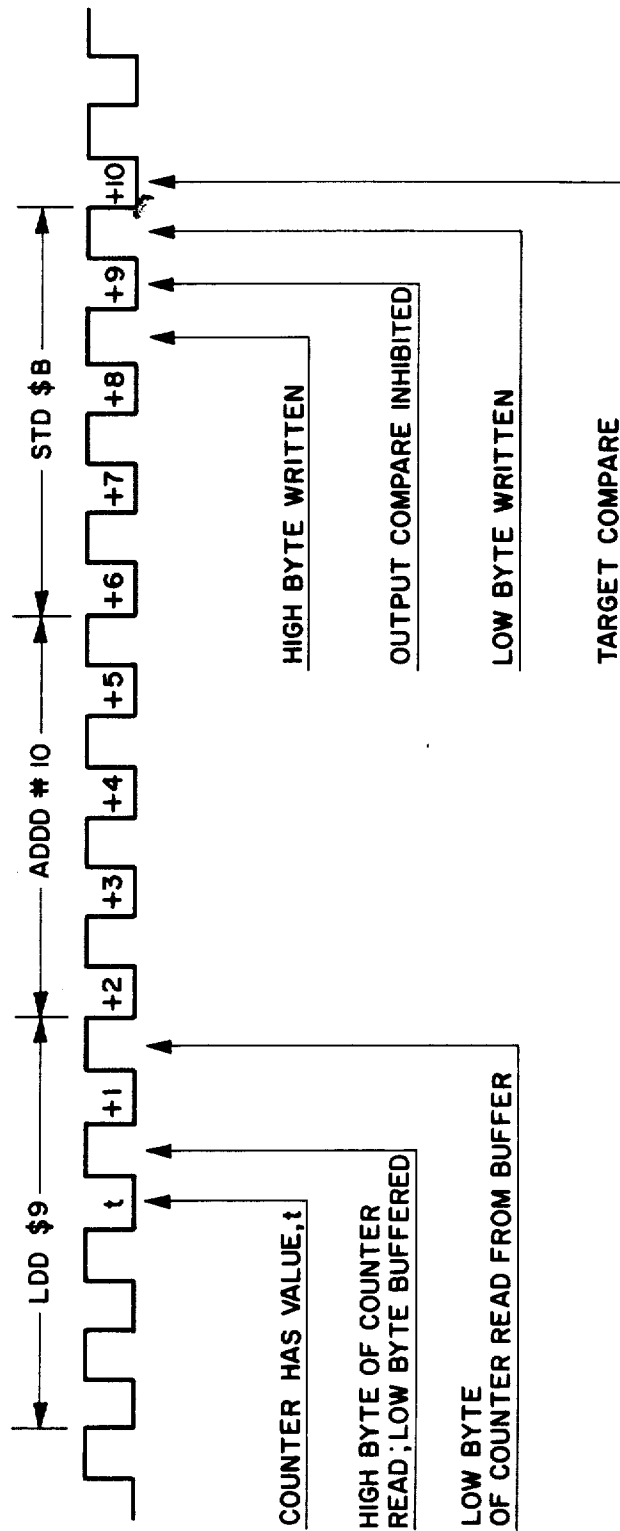 LDD $9
ADDD #10
STD $B
t
+1
+2
+3
+4
+5
+6
+7
+8
+9
+10
COUNTER HAS VALUE,t
HIGH BYTE OF COUNTER
READ;LOW BYTE BUFFERED
LOW BYTE
OF COUNTER READ FROM BUFFER
HIGH BYTE WRITTEN
OUTPUT COMPARE INHIBITED
LOW BYTE WRITTEN
TARGET COMPARE